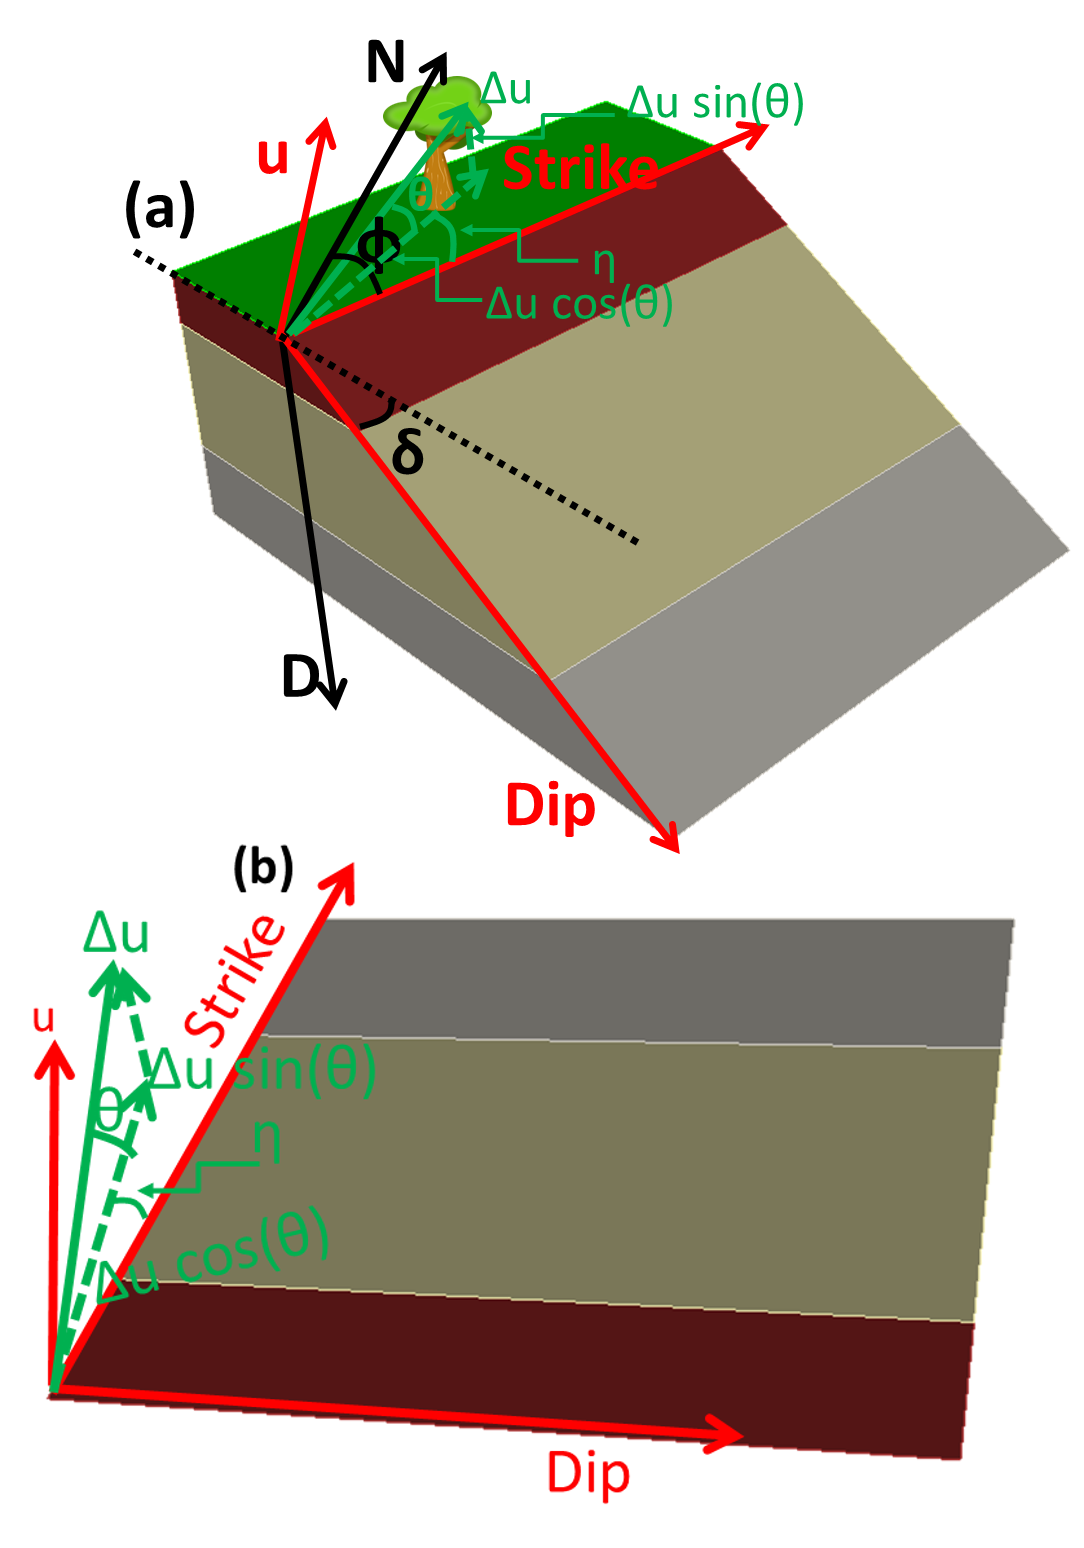 N
Δu
Δu sin(θ)
u
Strike
(a)
θ
ϕ
η
Δu cos(θ)
δ
D
Dip
(b)
Δu
Strike
u
Δu sin(θ)
θ
η
Δu cos(θ)
Dip